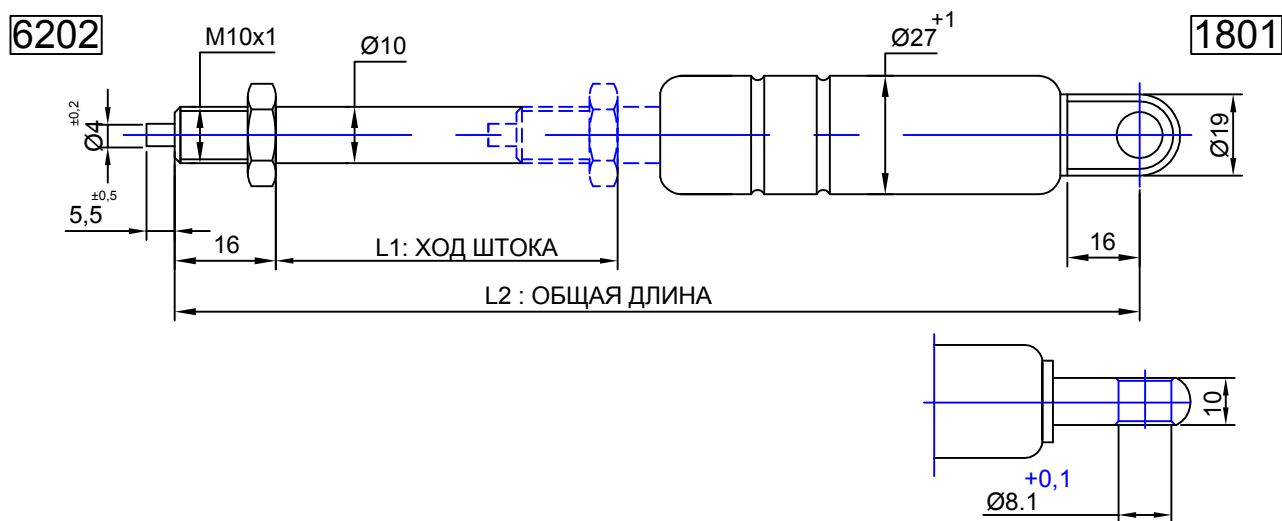 6202
M10x1
Ø10
Ø27 +1
1801
Ø4 ±0,2
Ø19
5,5 ±0,5
16
L1: ХОД ШТОКА
16
L2 : ОБЩАЯ ДЛИНА
10
+0,1
Ø8.1